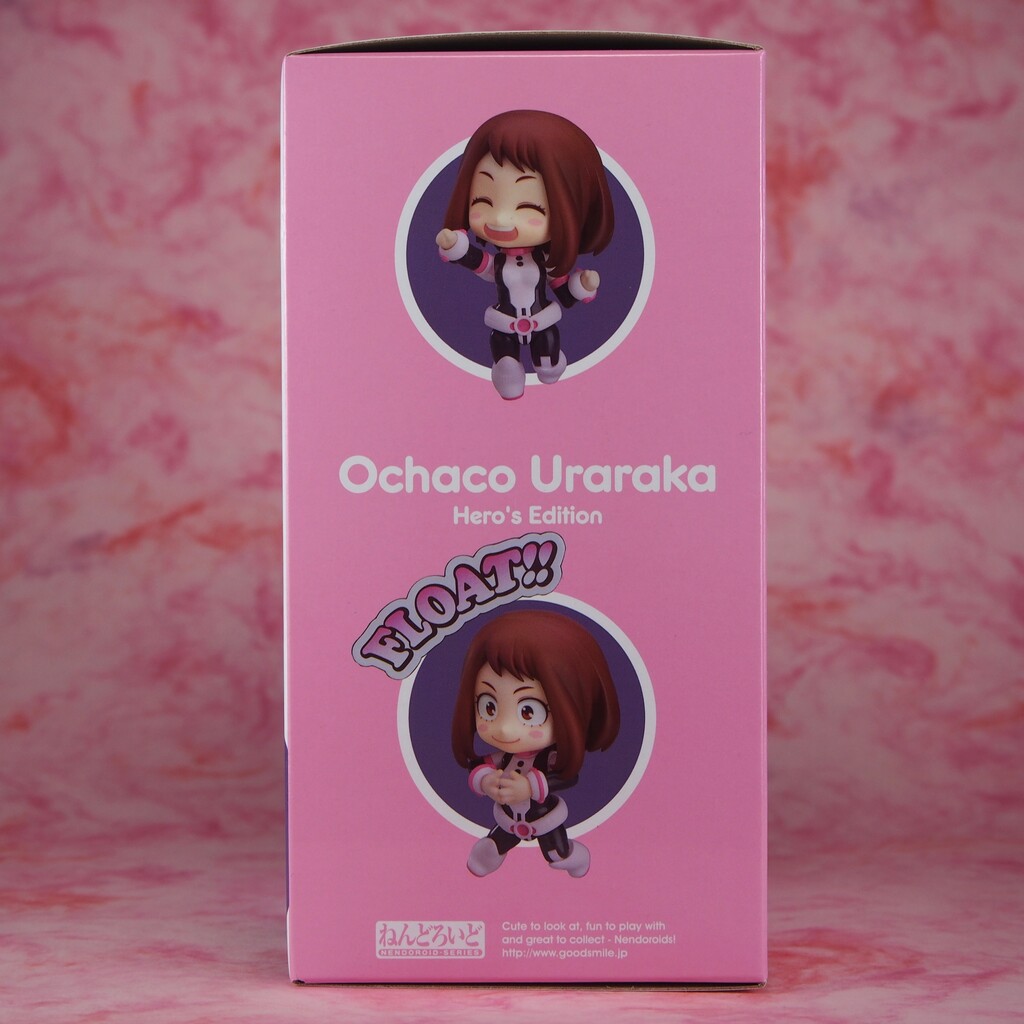 Ochaco Uraraka
Hero's Edition
FLOAT!!
ねんどろいど
NENDOROID-SERIES
Cute to look at, fun to play with
and great to collect - Nendoroids!
http://www.goodsmile.jp